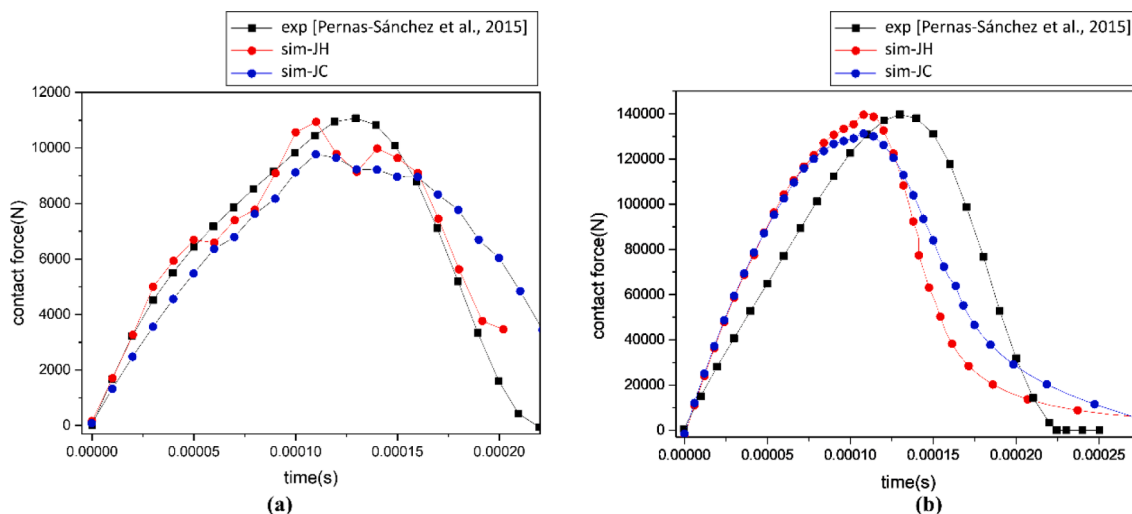 exp [Pernas-Sánchez et al., 2015]
sim-JH
sim-JC
12000
10000
8000
6000
4000
2000
0
contact force(N)
0.00000 0.00005 0.00010 0.00015 0.00020
time(s)
(a)
exp [Pernas-Sánchez et al., 2015]
sim-JH
sim-JC
140000
120000
100000
80000
60000
40000
20000
0
contact force(N)
0.00000 0.00005 0.00010 0.00015 0.00020 0.00025
time(s)
(b)